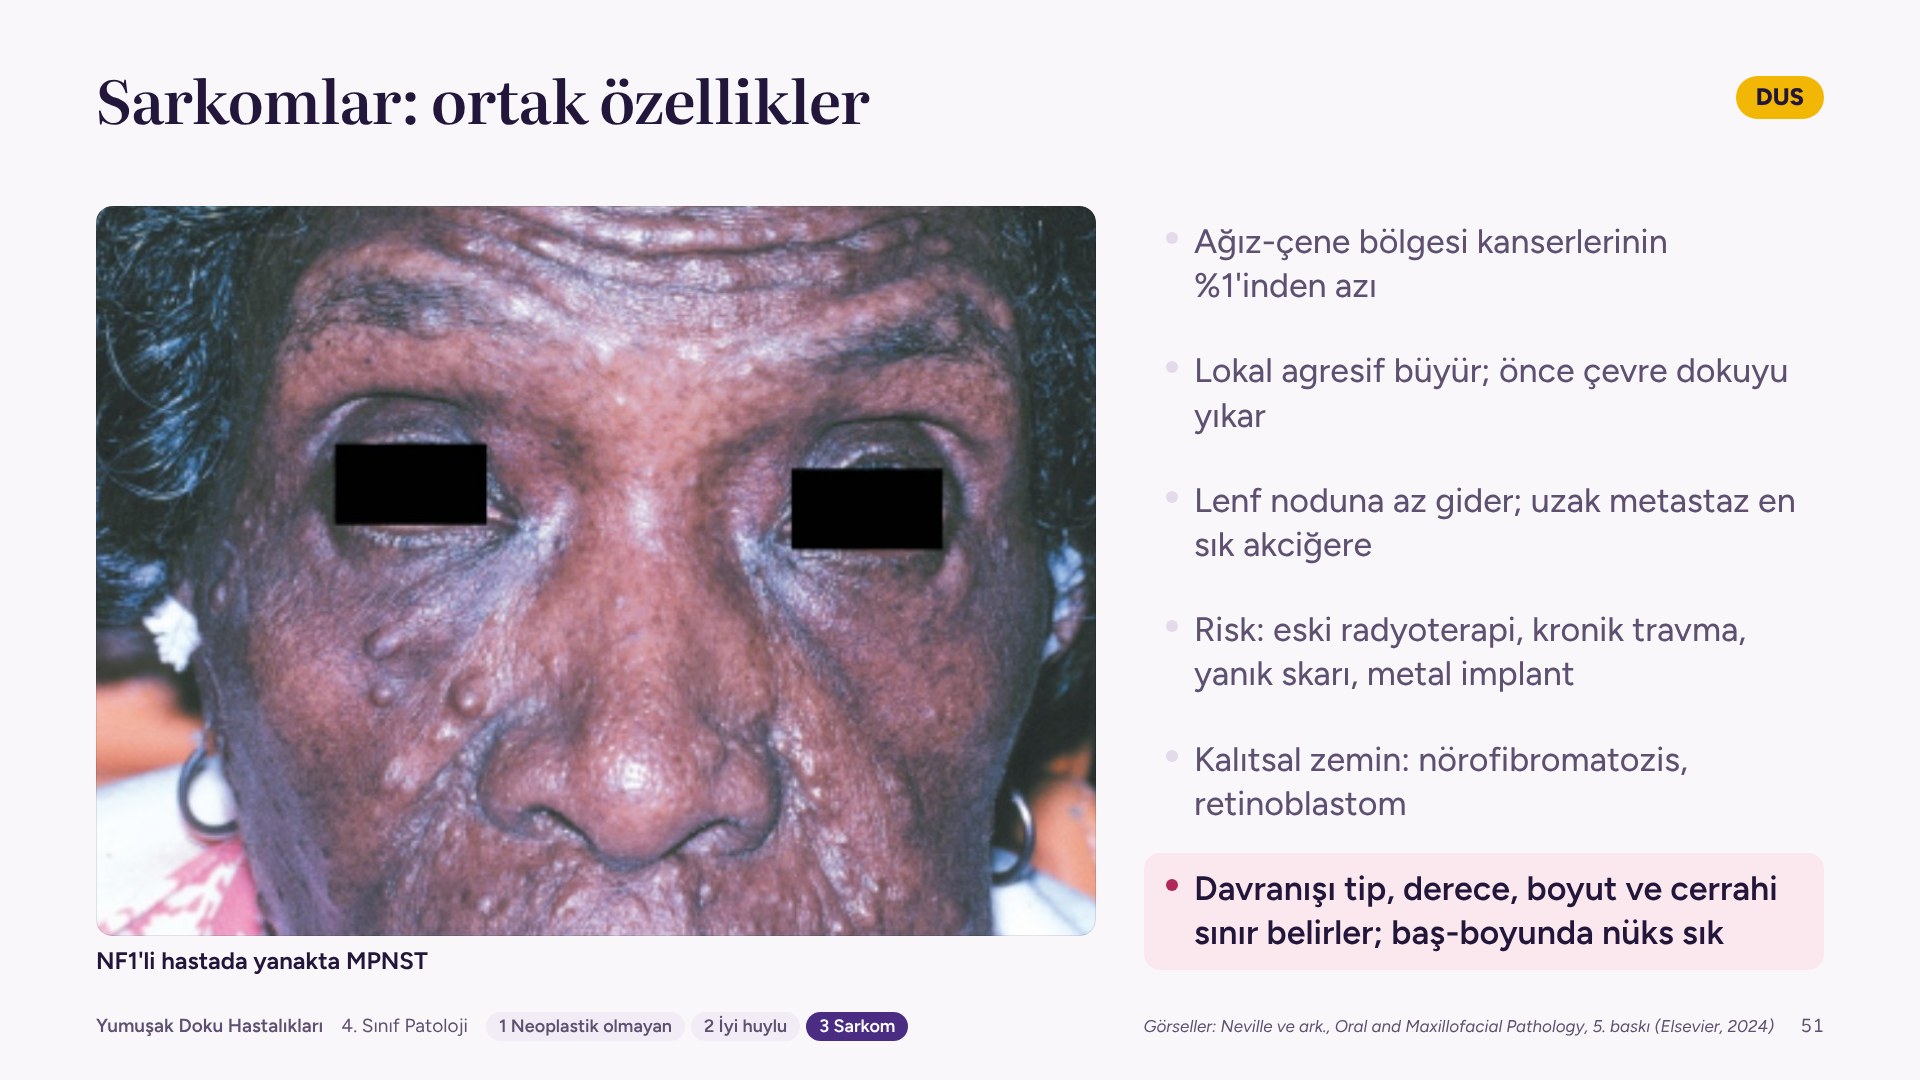 Sarkomlar: ortak özellikler
DUS
Ağız-çene bölgesi kanserlerinin
%1'inden azı
Lokal agresif büyür; önce çevre dokuyu
yıkar
Lenf noduna az gider; uzak metastaz en
sık akciğere
Risk: eski radyoterapi, kronik travma,
yanık skarı, metal implant
Kalıtsal zemin: nörofibromatozis,
retinoblastom
Davranışı tip, derece, boyut ve cerrahi
sınır belirler; baş-boyunda nüks sık
NF1'li hastada yanakta MPNST
Yumuşak Doku Hastalıkları 4. Sınıf Patoloji 1 Neoplastik olmayan 2 İyi huylu 3 Sarkom
Görseller: Neville ve ark., Oral and Maxillofacial Pathology, 5. baskı (Elsevier, 2024) 51